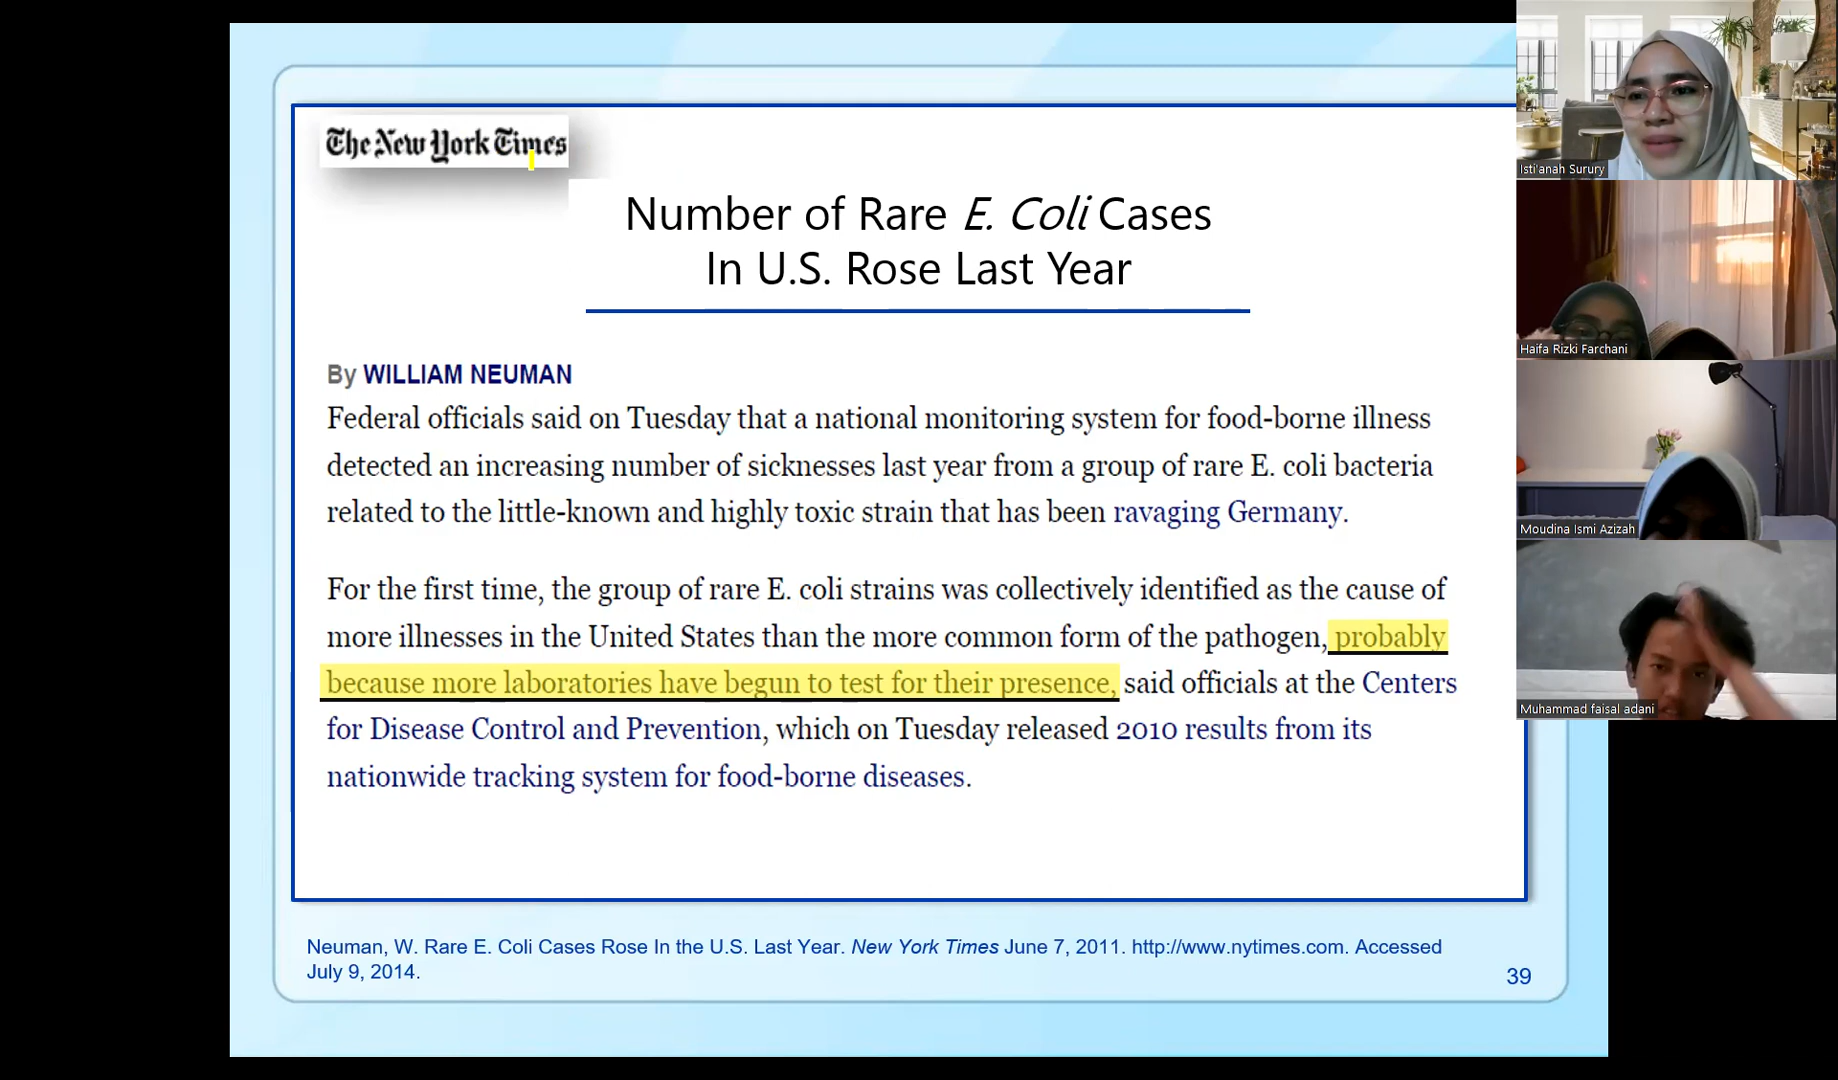 The New York Times
Number of Rare E. Coli Cases
In U.S. Rose Last Year
By WILLIAM NEUMAN
Federal officials said on Tuesday that a national monitoring system for food-borne illness
detected an increasing number of sicknesses last year from a group of rare E. coli bacteria
related to the little-known and highly toxic strain that has been ravaging Germany.
For the first time, the group of rare E. coli strains was collectively identified as the cause of
more illnesses in the United States than the more common form of the pathogen, probably
because more laboratories have begun to test for their presence, said officials at the Centers
for Disease Control and Prevention, which on Tuesday released 2010 results from its
nationwide tracking system for food-borne diseases.
Neuman, W. Rare E. Coli Cases Rose In the U.S. Last Year. New York Times June 7, 2011. http://www.nytimes.com. Accessed
July 9, 2014.
39
Isti'anah Surury
Haifa Rizki Farchani
Moudina Ismi Azizah
Muhammad faisal adani